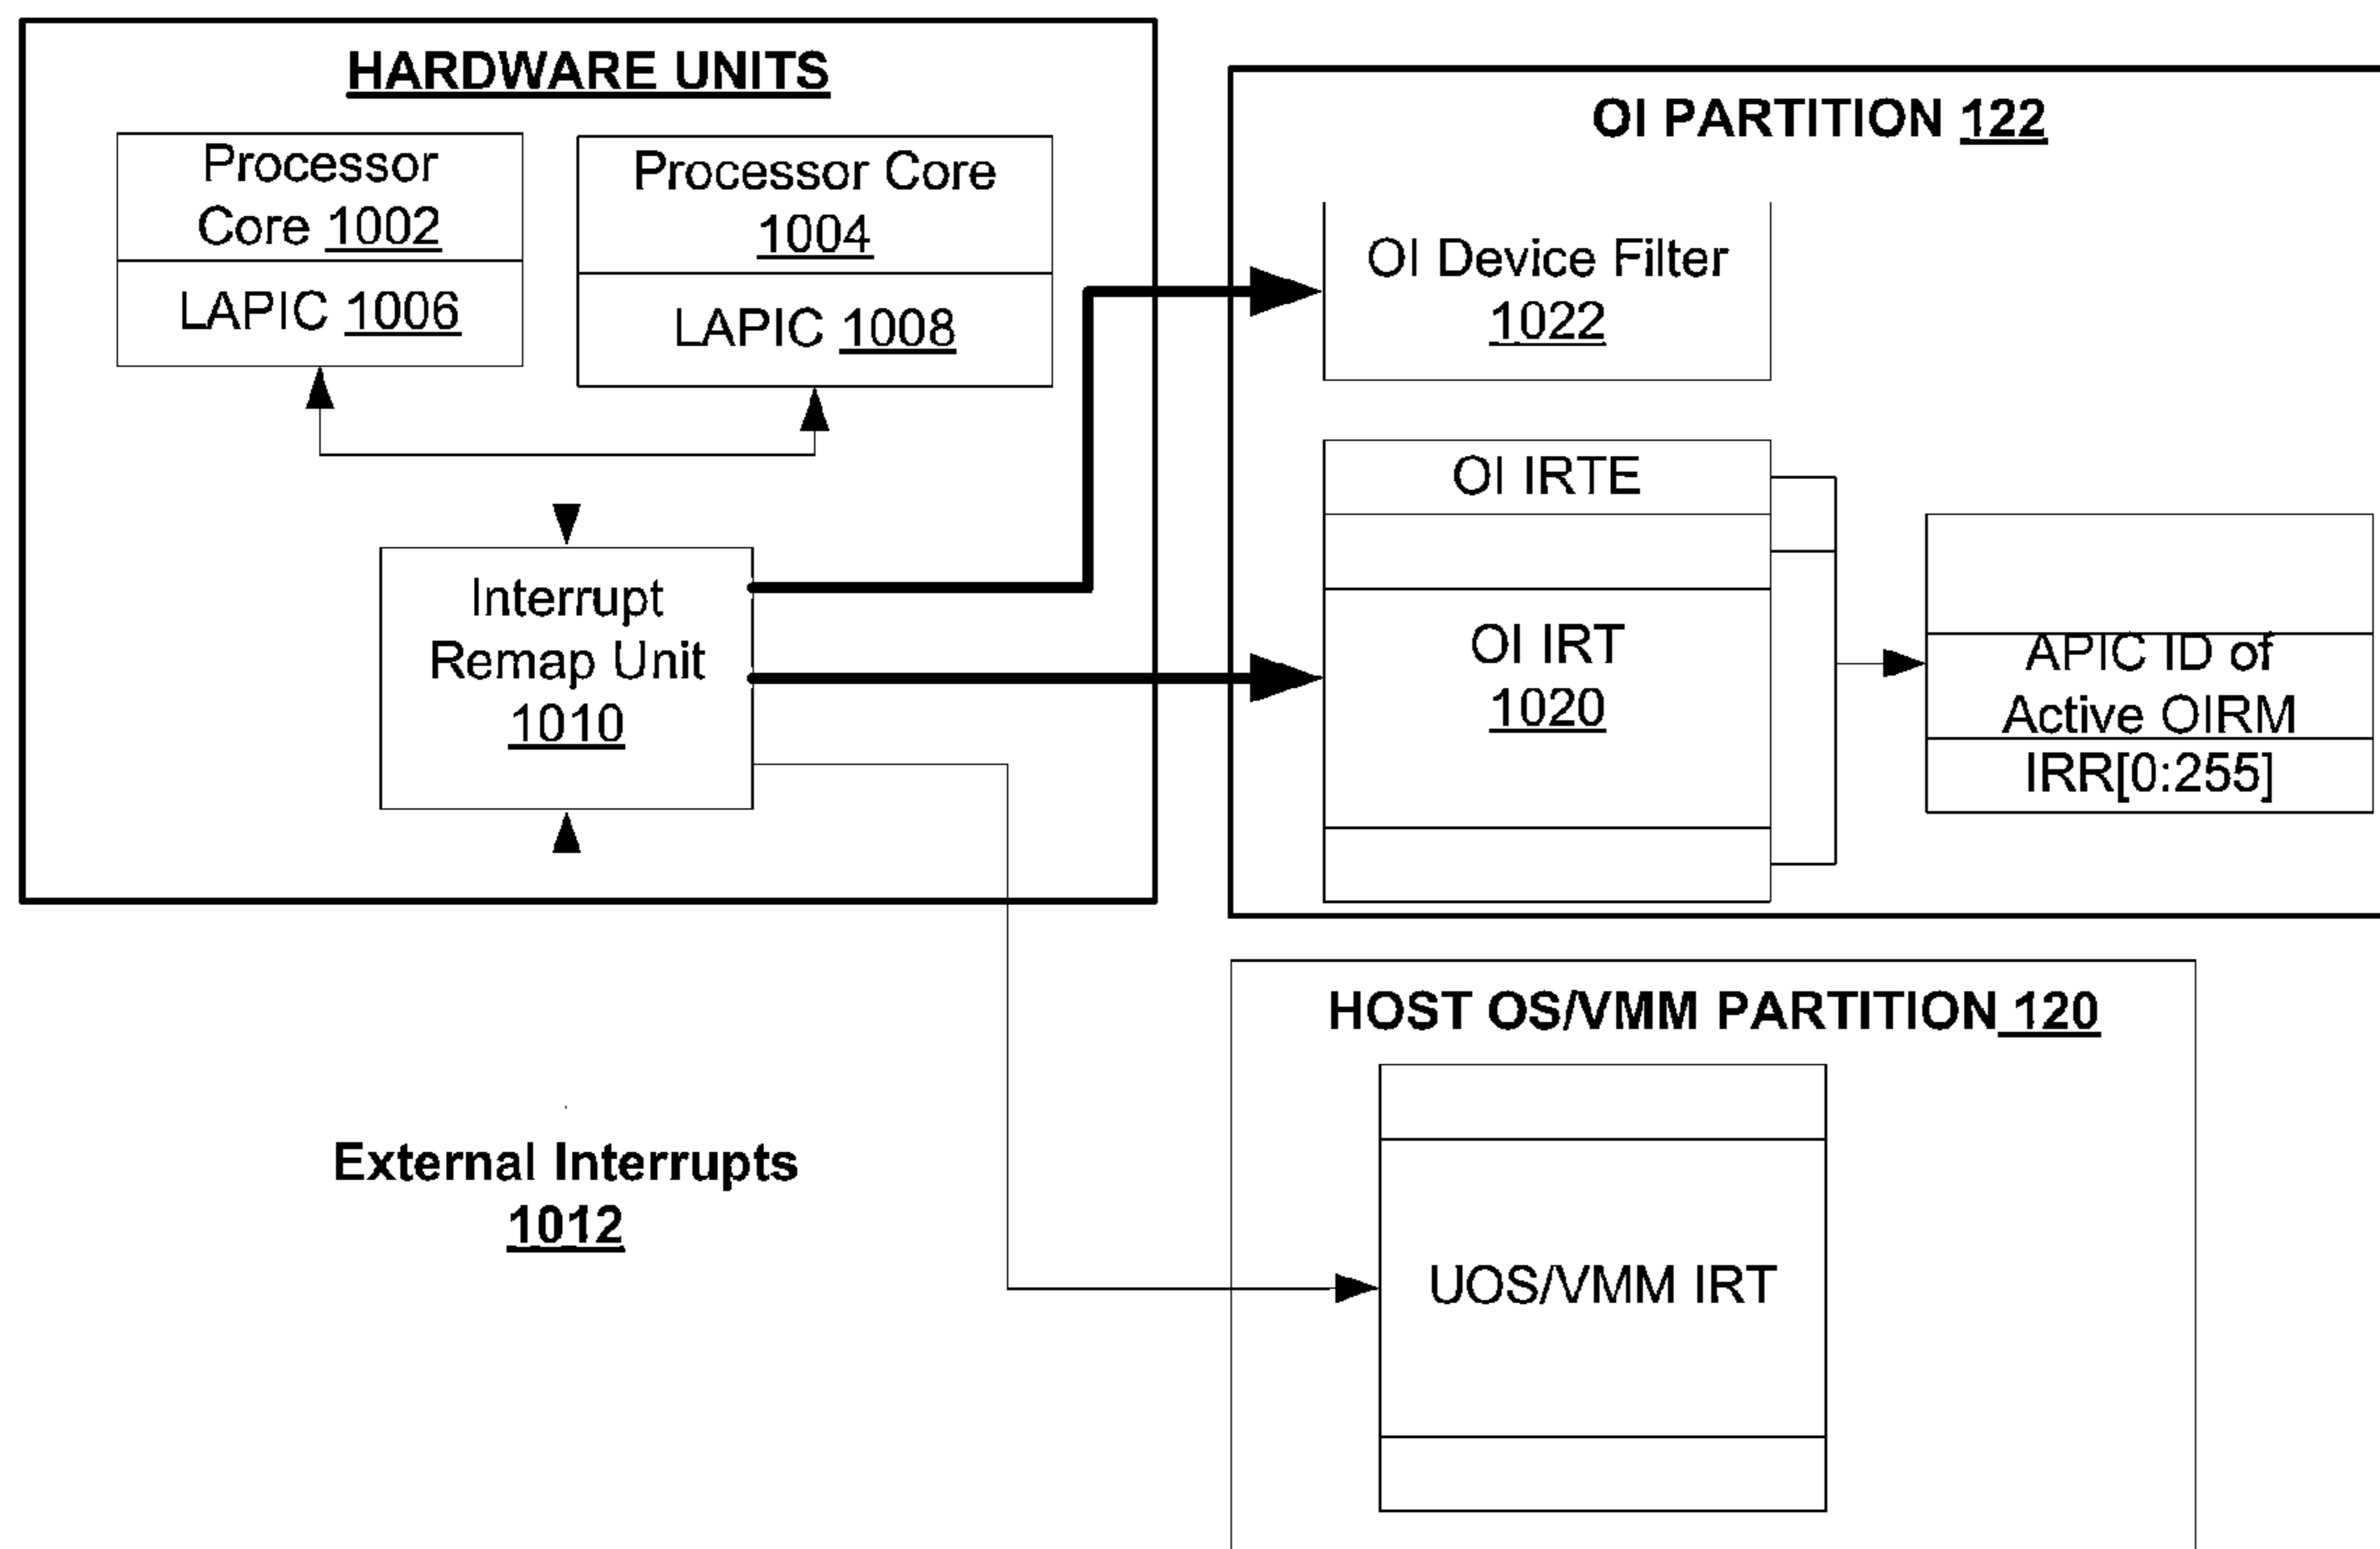 HARDWARE UNITS
Processor
Core 1002
LAPIC 1006
Processor Core
1004
LAPIC 1008
Interrupt
Remap Unit
1010
OI PARTITION 122
OI Device Filter
1022
OI IRTE
OI IRT
1020
APIC ID of
Active OIRM
IRR[0:255]
External Interrupts
1012
HOST OS/VMM PARTITION 120
UOS/VMM IRT